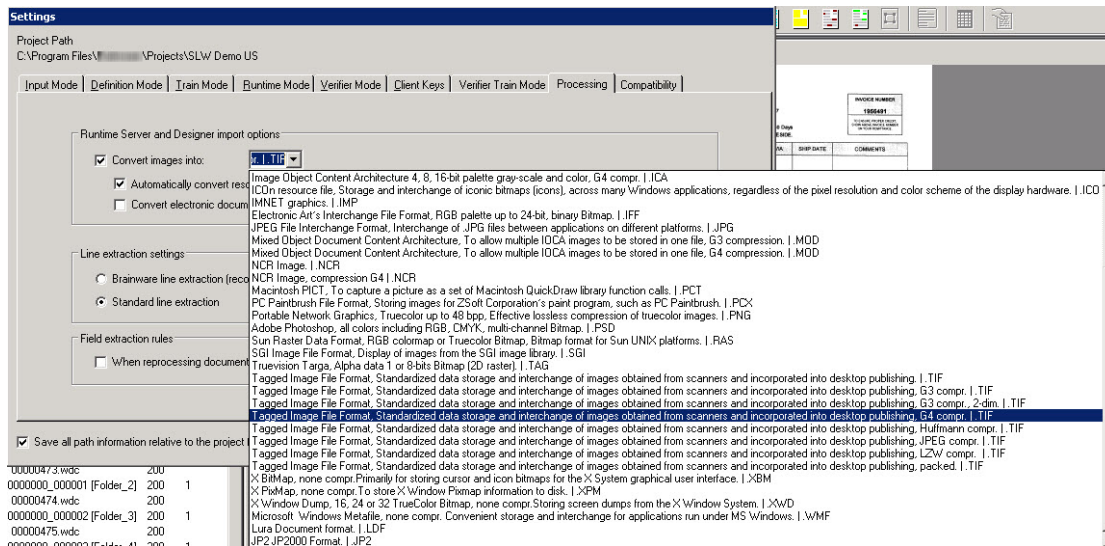 Settings
Project Path
C:\Program Files\ \Projects\SLW Demo US
Input Mode Definition Mode Train Mode Runtime Mode Verifier Mode Client Keys Verifier Train Mode Processing Compatibility
INVOICE NUMBER
1956491
Days
ESIDE.
VIA SHIP DATE COMMENTS
Runtime Server and Designer import options
Convert images into:
r. | .TIF
Automatically convert reso
Convert electronic docum
Line extraction settings
Brainware line extraction (reco
Standard line extraction
Field extraction rules
When reprocessing document
Save all path information relative to the project
Image Object Content Architecture 4, 8, 16-bit palette gray-scale and color, G4 compr. | .ICA
ICOn resource file, Storage and interchange of iconic bitmaps (icons), across many Windows applications, regardless of the pixel resolution and color scheme of the display hardware. | .ICO
IMNET graphics. | .IMP
Electronic Art's Interchange File Format, RGB palette up to 24-bit, binary Bitmap. | .IFF
JPEG File Interchange Format, Interchange of .JPG files between applications on different platforms. | .JPG
Mixed Object Document Content Architecture, To allow multiple IOCA images to be stored in one file, G3 compression. | .MOD
Mixed Object Document Content Architecture, To allow multiple IOCA images to be stored in one file, G4 compression. | .MOD
NCR Image. | .NCR
NCR Image, compression G4 | .NCR
Macintosh PICT, To capture a picture as a set of Macintosh QuickDraw library function calls. | .PCT
PC Paintbrush File Format, Storing images for ZSoft Corporation's paint program, such as PC Paintbrush. | .PCX
Portable Network Graphics, Truecolor up to 48 bpp, Effective lossless compression of truecolor images. | .PNG
Adobe Photoshop, all colors including RGB, CMYK, multi-channel Bitmap. | .PSD
Sun Raster Data Format, RGB colormap or Truecolor Bitmap, Bitmap format for Sun UNIX platforms. | .RAS
SGI Image File Format, Display of images from the SGI image library. | .SGI
Truevision Targa, Alpha data 1 or 8-bits Bitmap (2D raster). | .TAG
Tagged Image File Format, Standardized data storage and interchange of images obtained from scanners and incorporated into desktop publishing. | .TIF
Tagged Image File Format, Standardized data storage and interchange of images obtained from scanners and incorporated into desktop publishing, G3 compr. | .TIF
Tagged Image File Format, Standardized data storage and interchange of images obtained from scanners and incorporated into desktop publishing, G3 compr., 2-dim. | .TIF
Tagged Image File Format, Standardized data storage and interchange of images obtained from scanners and incorporated into desktop publishing, G4 compr. | .TIF
Tagged Image File Format, Standardized data storage and interchange of images obtained from scanners and incorporated into desktop publishing, Huffmann compr. | .TIF
Tagged Image File Format, Standardized data storage and interchange of images obtained from scanners and incorporated into desktop publishing, JPEG compr. | .TIF
Tagged Image File Format, Standardized data storage and interchange of images obtained from scanners and incorporated into desktop publishing, LZW compr. | .TIF
Tagged Image File Format, Standardized data storage and interchange of images obtained from scanners and incorporated into desktop publishing, packed. | .TIF
X BitMap, none compr.Primarily for storing cursor and icon bitmaps for the X System graphical user interface. | .XBM
X PixMap, none compr.To store X Window Pixmap information to disk. | .XPM
X Window Dump, 16, 24 or 32 TrueColor Bitmap, none compr.Storing screen dumps from the X Window System. | .XWD
Microsoft Windows Metafile, none compr. Convenient storage and interchange for applications run under MS Windows. | .WMF
Lura Document format. | .LDF
JP2 JP2000 Format. | .JP2
00000473.wdc 200
0000000_000001 [Folder_2] 200 1
00000474.wdc 200
0000000_000002 [Folder_3] 200 1
00000475.wdc 200